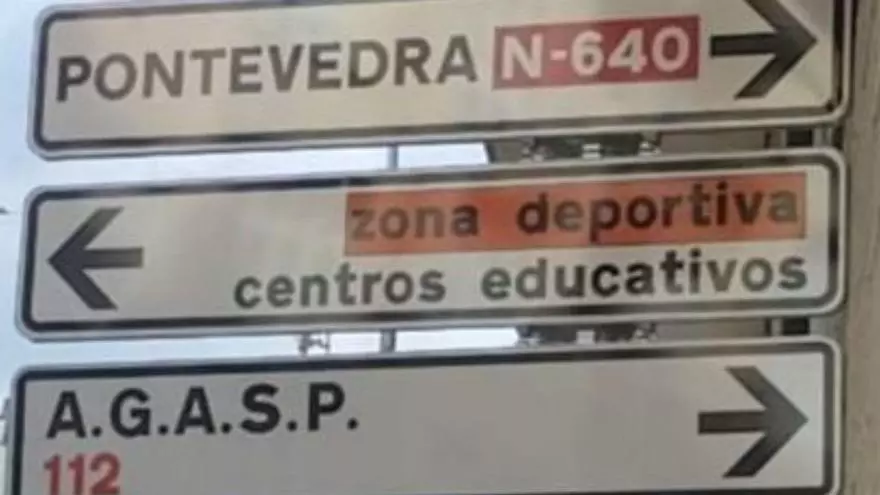 PONTEVEDRA N-640
zona deportiva
centros educativos
A.G.A.S.P.
112